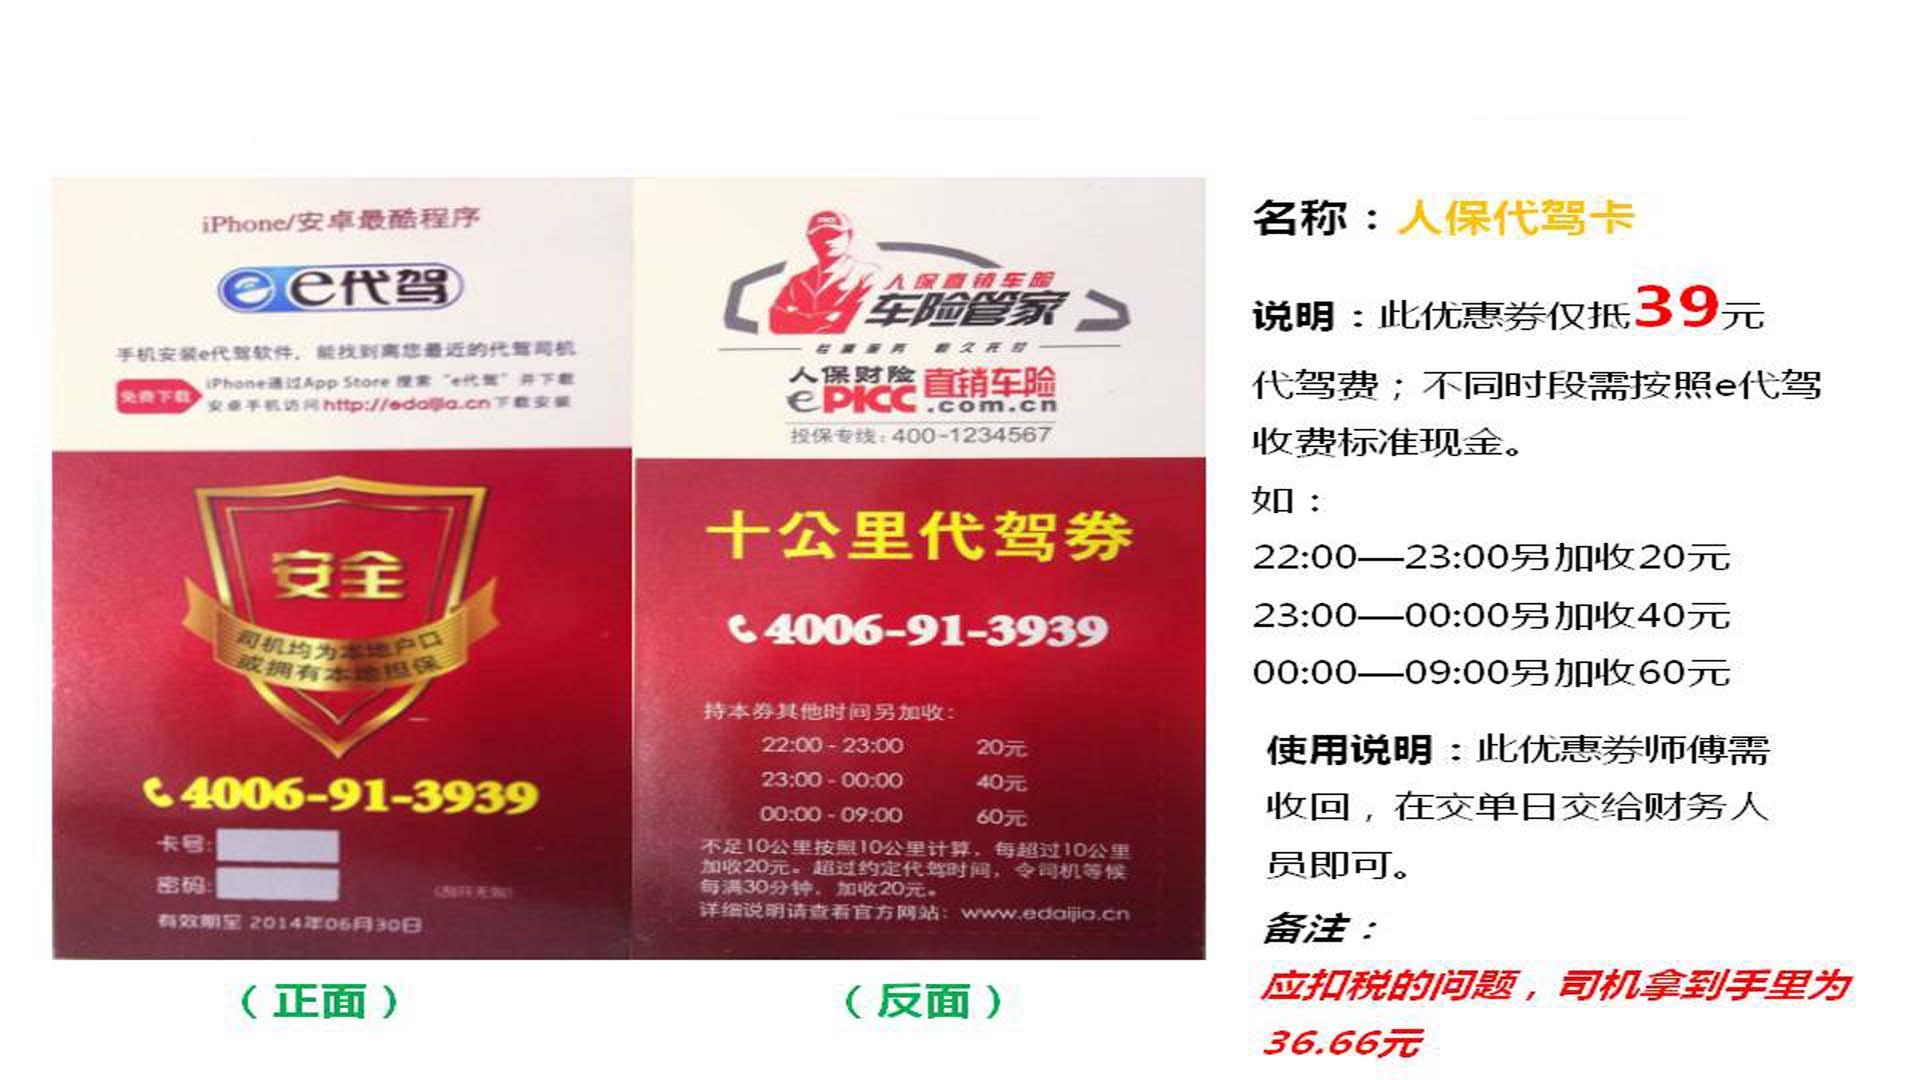 iPhone/安卓最酷程序
e代驾
手机安装e代驾软件，能找到离您最近的代驾司机
免费下载
iPhone通过App Store 搜索“e代驾”并下载
安卓手机访问http://edaijia.cn下载安装
安全
司机均为本地户口
或拥有本地担保
4006-91-3939
卡号:
密码:
有效期至 2014年06月30日
（正面）
人保直销车险
车险管家
人保财险
ePICC
直销车险
.com.cn
投保专线: 400-1234567
十公里代驾券
4006-91-3939
持本券其他时间另加收:
22:00 - 23:00 20元
23:00 - 00:00 40元
00:00 - 09:00 60元
不足10公里按照10公里计算，每超过10公里
加收20元。超过约定代驾时间，令司机等候
每满30分钟，加收20元。
详细说明请查看官方网站: www.edaijia.cn
（反面）
名称：人保代驾卡
说明：此优惠券仅抵39元
代驾费；不同时段需按照e代驾
收费标准现金。
如：
22:00—23:00另加收20元
23:00—00:00另加收40元
00:00—09:00另加收60元
使用说明：此优惠券师傅需
收回，在交单日交给财务人
员即可。
备注：
应扣税的问题，司机拿到手里为
36.66元